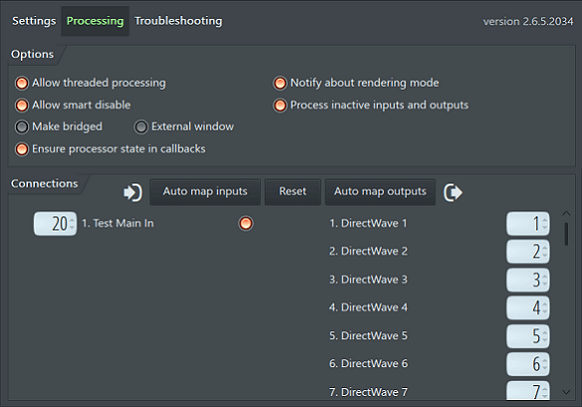 Settings Processing Troubleshooting version 2.6.5.2034
Options
Allow threaded processing Notify about rendering mode
Allow smart disable Process inactive inputs and outputs
Make bridged External window
Ensure processor state in callbacks
Connections Auto map inputs Reset Auto map outputs
20 1. Test Main In 1. DirectWave 1 1
2. DirectWave 2 2
3. DirectWave 3 3
4. DirectWave 4 4
5. DirectWave 5 5
6. DirectWave 6 6
7. DirectWave 7 7